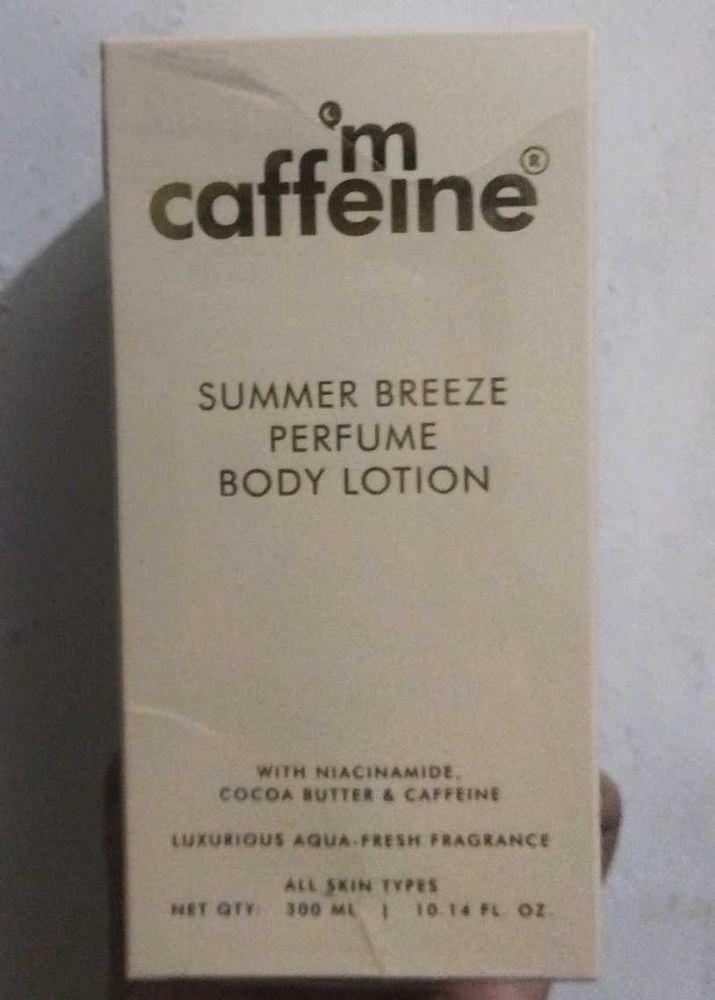 'm
caffeine®
SUMMER BREEZE
PERFUME
BODY LOTION
WITH NIACINAMIDE,
COCOA BUTTER & CAFFEINE
LUXURIOUS AQUA-FRESH FRAGRANCE
ALL SKIN TYPES
NET QTY: 300 ML | 10.14 FL. OZ.